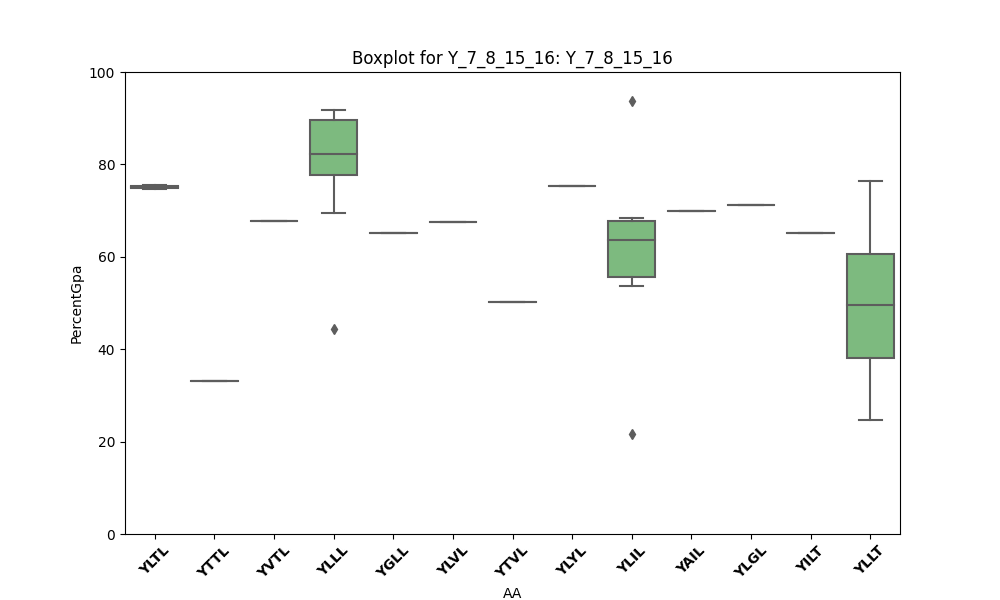 Boxplot for Y_7_8_15_16: Y_7_8_15_16
100
80
60
40
20
0
PercentGpa
YLTL
YTTL
YVTL
YLLL
YGLL
YLVL
YTVL
YLYL
YLIL
YAIL
YLGL
YILT
YLLT
AA